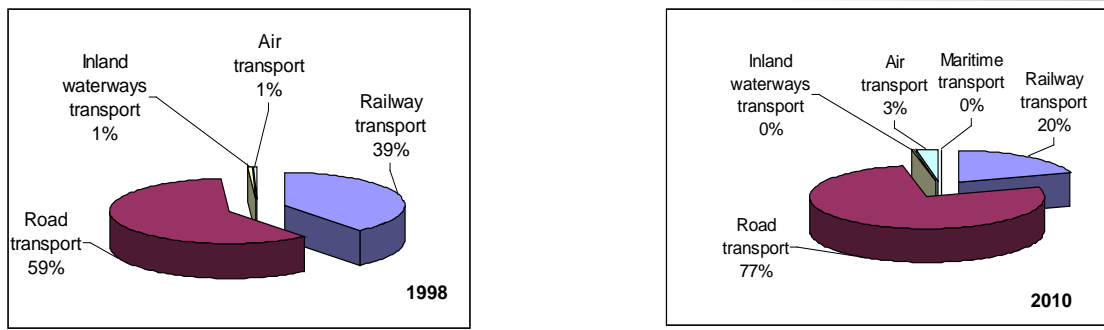 Air
transport
1%
Inland
waterways
transport
1%
Railway
transport
39%
Road
transport
59%
1998
Inland
waterways
transport
0%
Air
transport
3%
Maritime
transport
0%
Railway
transport
20%
Road
transport
77%
2010